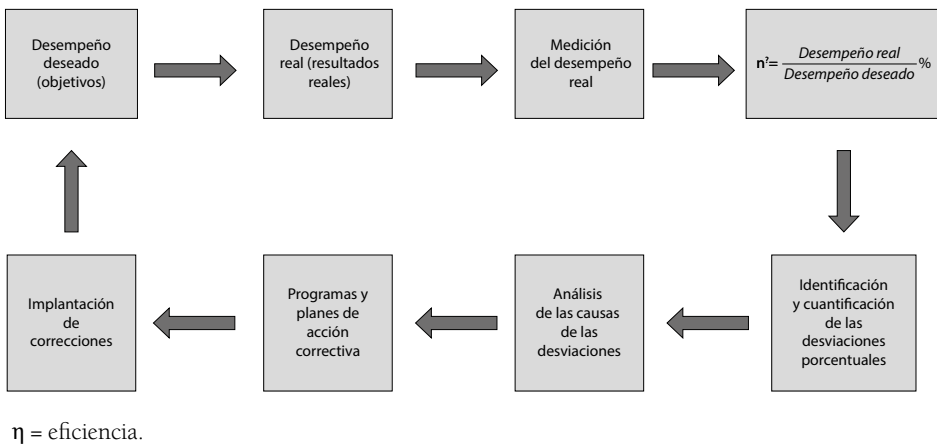 Desempeño
deseado
(objetivos)
Desempeño
real (resultados
reales)
Medición
del desempeño
real
n²= Desempeño real
Desempeño deseado %
Identificación
y cuantificación
de las
desviaciones
porcentuales
Análisis
de las causas
de las
desviaciones
Programas y
planes de
acción
correctiva
Implantación
de
correcciones
η = eficiencia.